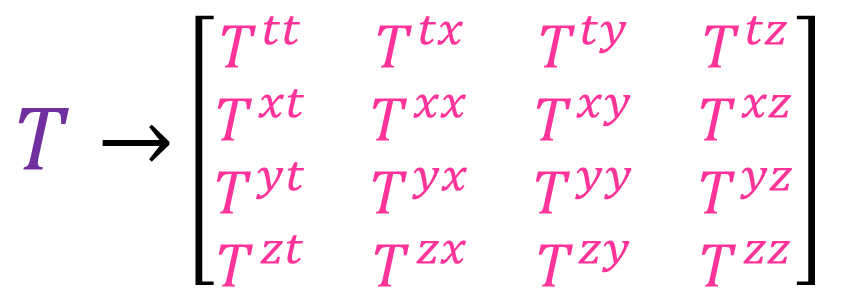 T → [T^{tt} T^{tx} T^{ty} T^{tz}
T^{xt} T^{xx} T^{xy} T^{xz}
T^{yt} T^{yx} T^{yy} T^{yz}
T^{zt} T^{zx} T^{zy} T^{zz}]